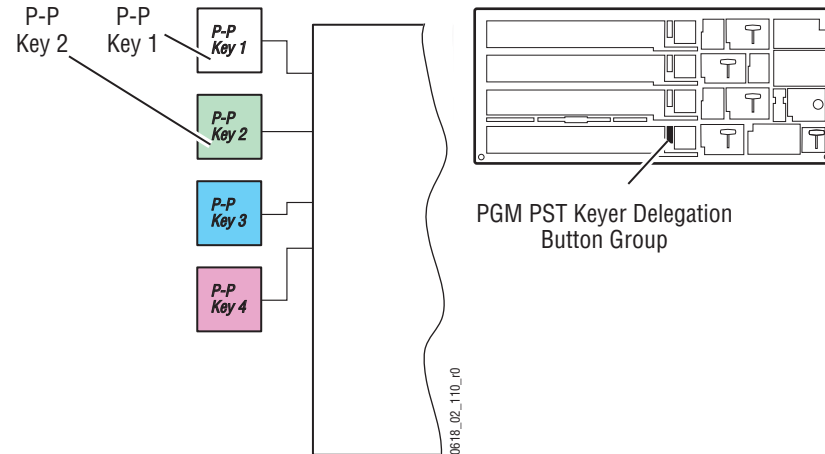 P-P
Key 2
P-P
Key 1
P-P
Key 1
P-P
Key 2
P-P
Key 3
P-P
Key 4
PGM PST Keyer Delegation
Button Group
0618_02_110_r0